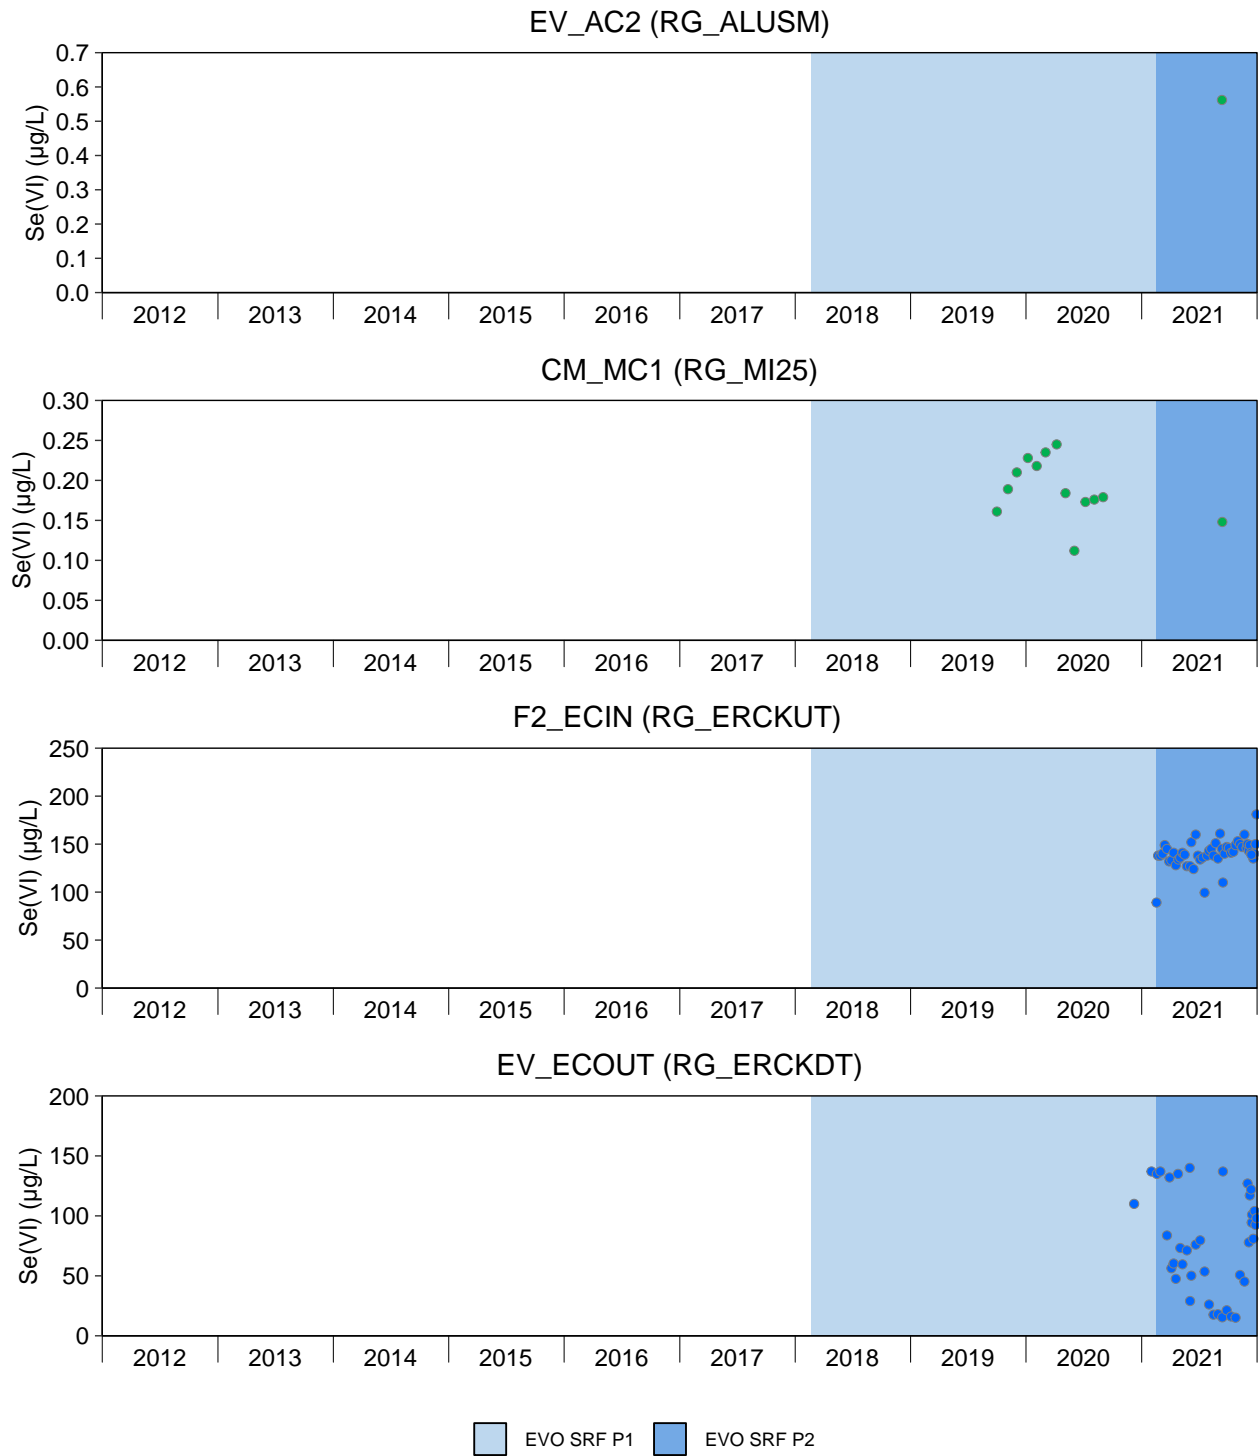 EV_AC2 (RG_ALUSM)
Se(VI) (µg/L)
0.7
0.6
0.5
0.4
0.3
0.2
0.1
0.0
2012 2013 2014 2015 2016 2017 2018 2019 2020 2021
CM_MC1 (RG_MI25)
Se(VI) (µg/L)
0.30
0.25
0.20
0.15
0.10
0.05
0.00
2012 2013 2014 2015 2016 2017 2018 2019 2020 2021
F2_ECIN (RG_ERCKUT)
Se(VI) (µg/L)
250
200
150
100
50
0
2012 2013 2014 2015 2016 2017 2018 2019 2020 2021
EV_ECOUT (RG_ERCKDT)
Se(VI) (µg/L)
200
150
100
50
0
2012 2013 2014 2015 2016 2017 2018 2019 2020 2021
EVO SRF P1 EVO SRF P2